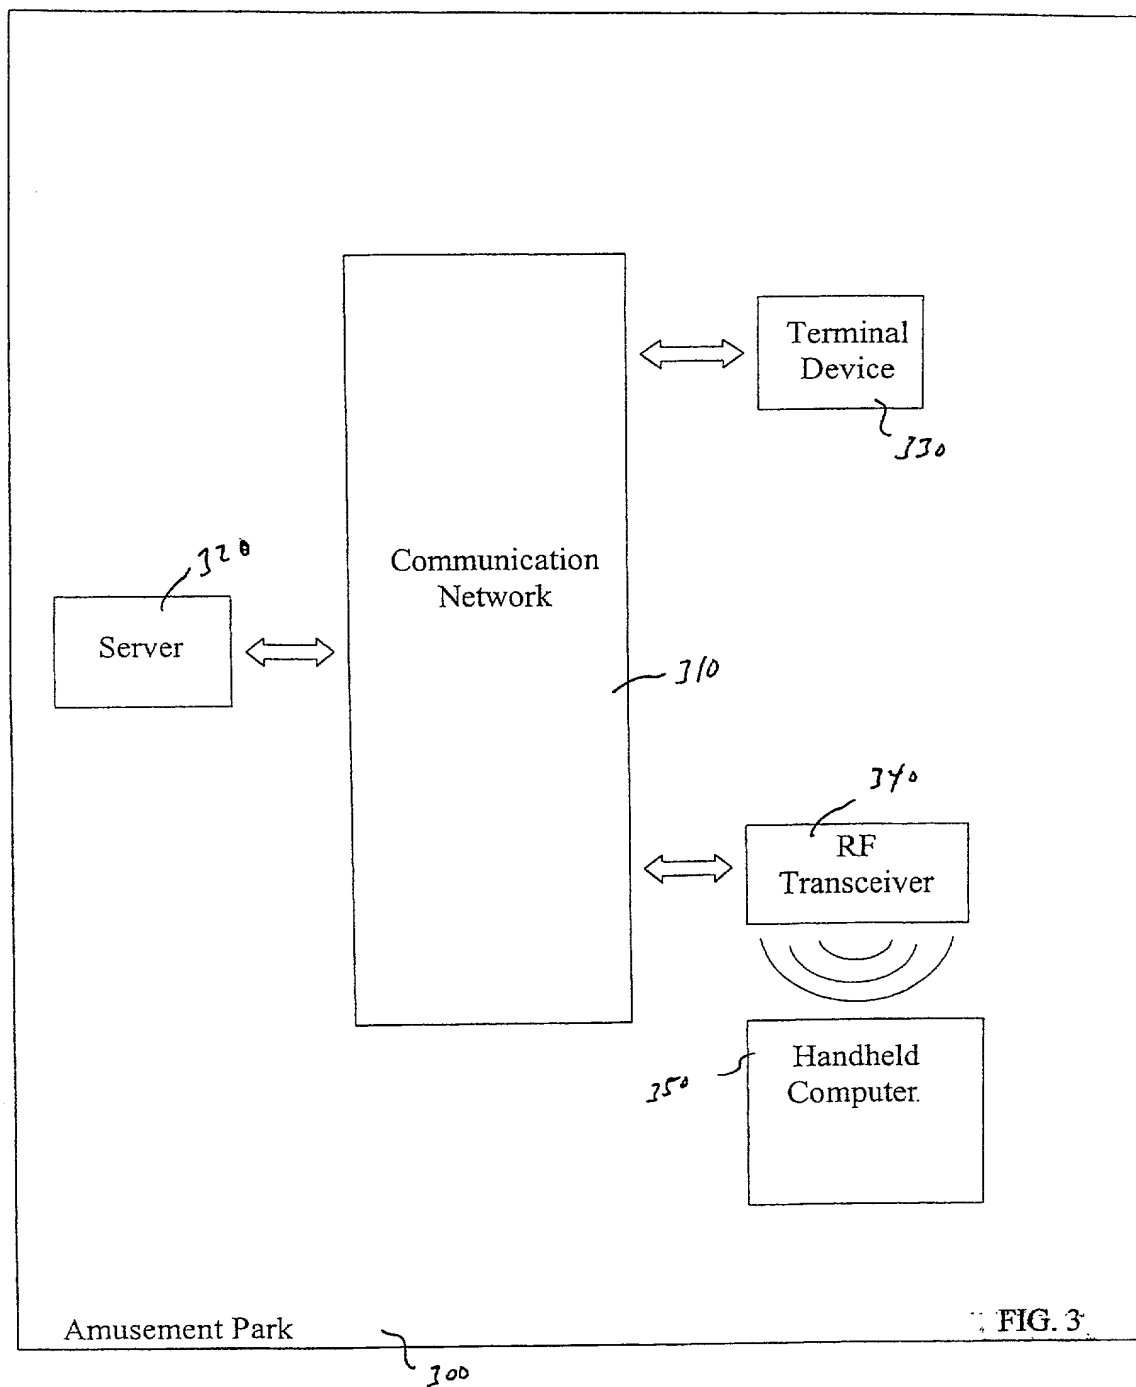 Terminal
Device
330
320
Communication
Network
Server
310
340
RF
Transceiver
Handheld
Computer.
350
Amusement Park
FIG. 3
300